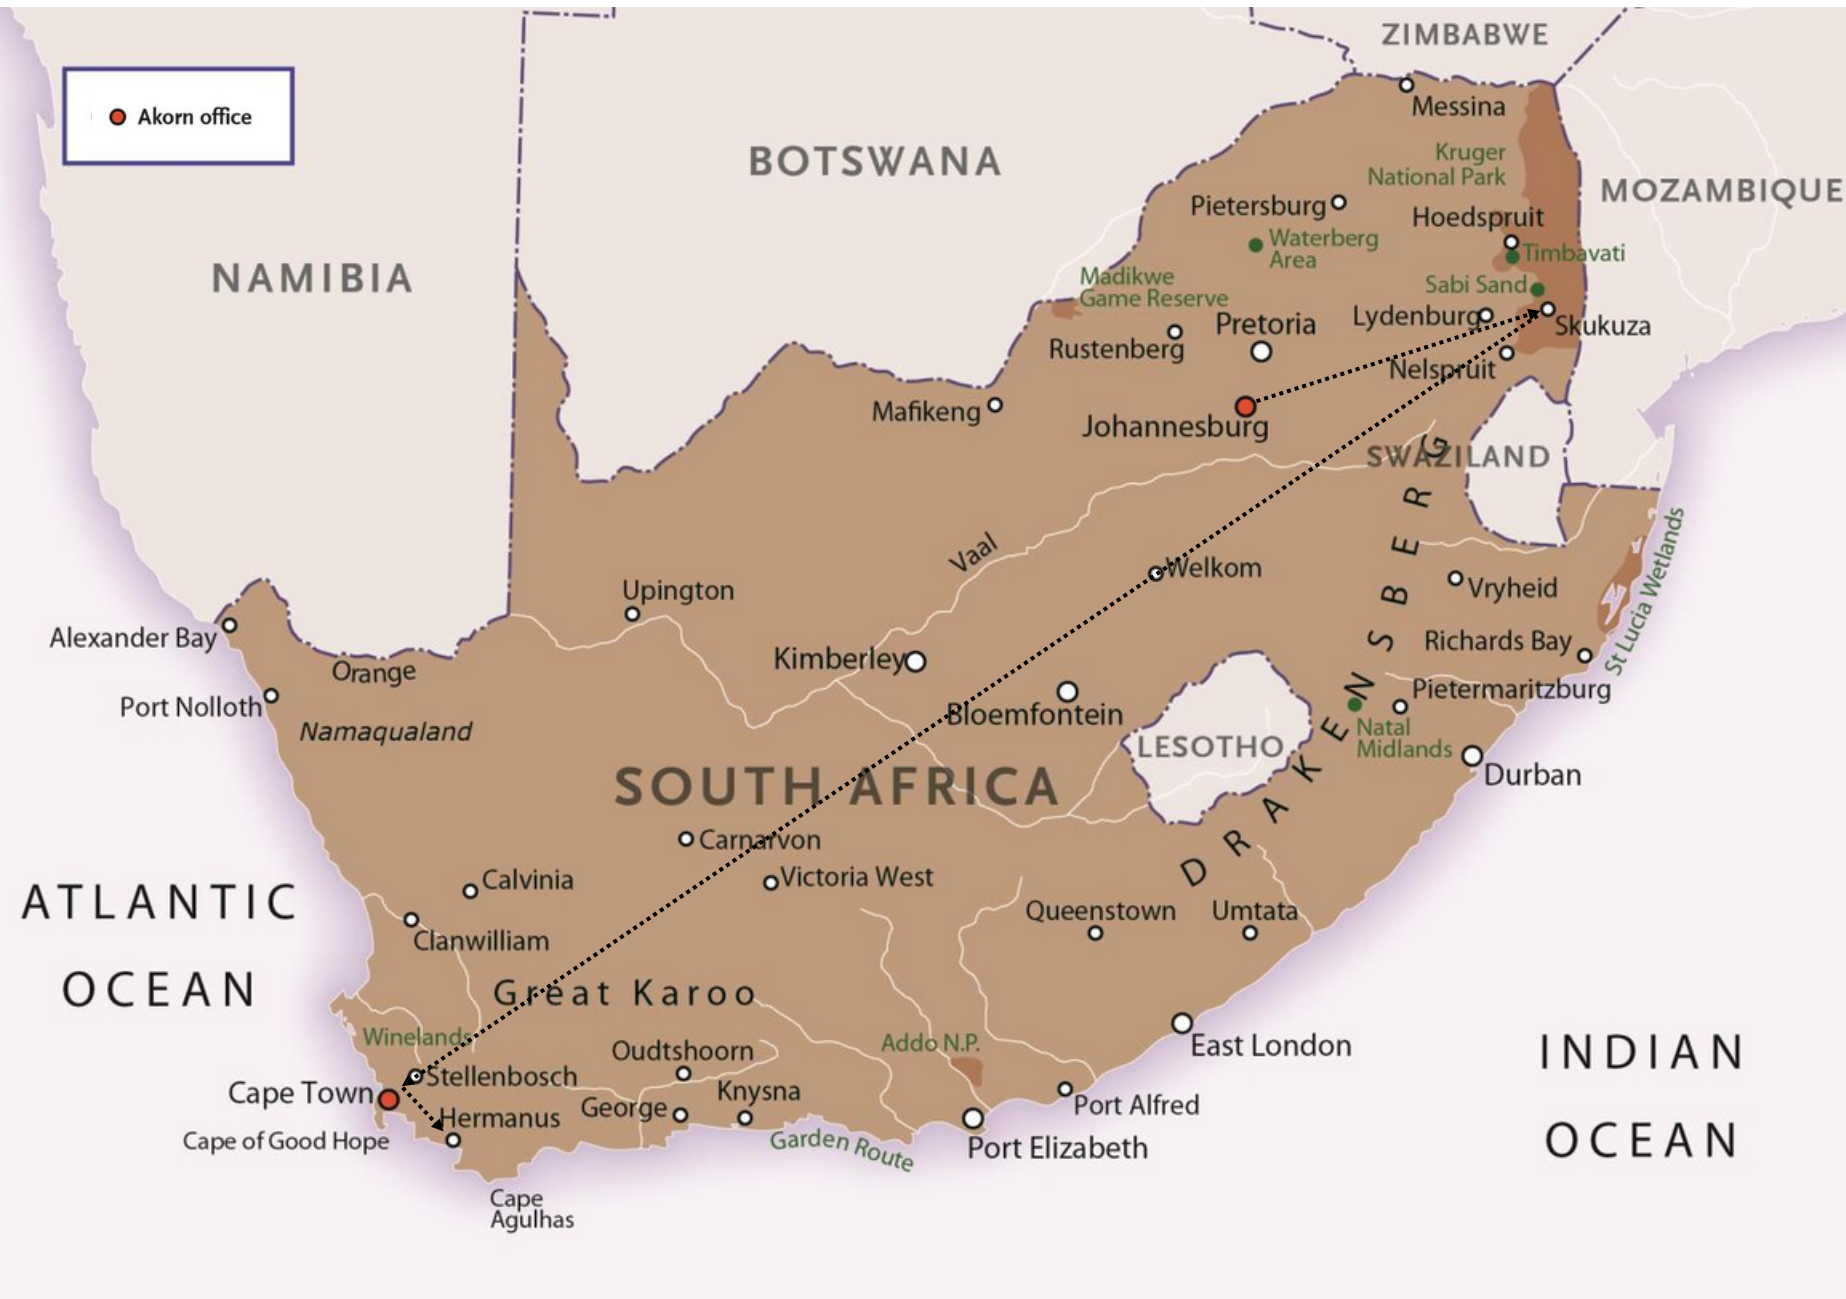 ZIMBABWE
Akorn office
Messina
BOTSWANA
Kruger
National Park
MOZAMBIQUE
Pietersburg
Hoedspruit
Waterberg
Area
Timbavati
NAMIBIA
Madikwe
Game Reserve
Sabi Sand
Lydenburg
Skukuza
Pretoria
Rustenberg
Nelspruit
Mafikeng
Johannesburg
SWAZILAND
DRAKENSBERG
Vaal
Welkom
Vryheid
St Lucia Wetlands
Upington
Alexander Bay
Orange
Kimberley
Richards Bay
Port Nolloth
Namaqualand
Bloemfontein
Pietermaritzburg
Natal
Midlands
LESOTHO
Durban
SOUTH AFRICA
Carnarvon
Victoria West
Calvinia
ATLANTIC
OCEAN
Clanwilliam
Queenstown
Umtata
Great Karoo
Winelands
Oudtshoorn
Addo N.P.
East London
INDIAN
OCEAN
Stellenbosch
Cape Town
Knysna
Hermanus
George
Port Alfred
Cape of Good Hope
Garden Route
Port Elizabeth
Cape
Agulhas